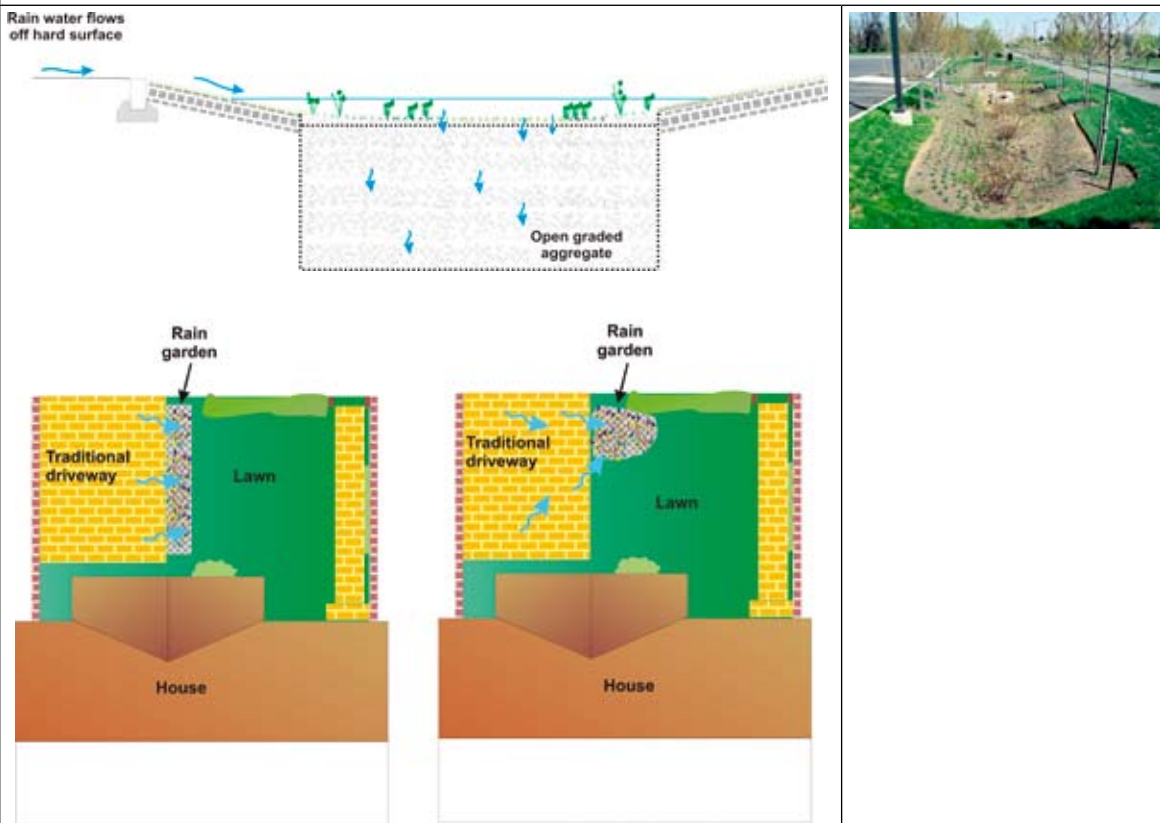 Rain water flows
off hard surface
Open graded
aggregate
Rain
garden
Traditional
driveway
Lawn
House
Rain
garden
Traditional
driveway
Lawn
House